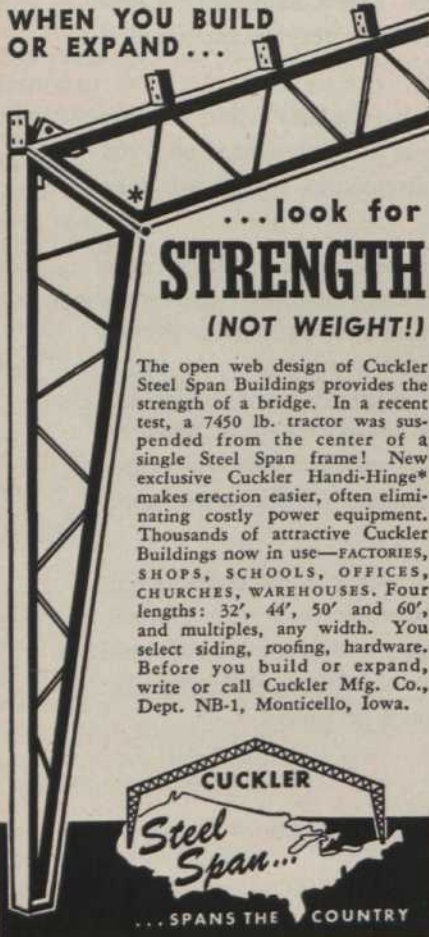 WHEN YOU BUILD
OR EXPAND...
*
...look for
STRENGTH
(NOT WEIGHT!)
The open web design of Cuckler
Steel Span Buildings provides the
strength of a bridge. In a recent
test, a 7450 lb. tractor was sus-
pended from the center of a
single Steel Span frame! New
exclusive Cuckler Handi-Hinge*
makes erection easier, often elimi-
nating costly power equipment.
Thousands of attractive Cuckler
Buildings now in use—FACTORIES,
SHOPS, SCHOOLS, OFFICES,
CHURCHES, WAREHOUSES. Four
lengths: 32', 44', 50' and 60',
and multiples, any width. You
select siding, roofing, hardware.
Before you build or expand,
write or call Cuckler Mfg. Co.,
Dept. NB-1, Monticello, Iowa.
CUCKLER
Steel
Span...
...SPANS THE COUNTRY